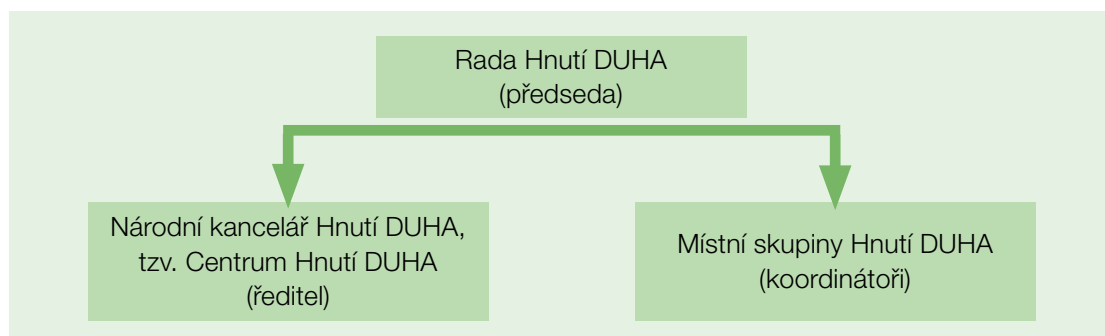 Rada Hnutí DUHA
(předseda)
Národní kancelář Hnutí DUHA,
tzv. Centrum Hnutí DUHA
(ředitel)
Místní skupiny Hnutí DUHA
(koordinátoři)